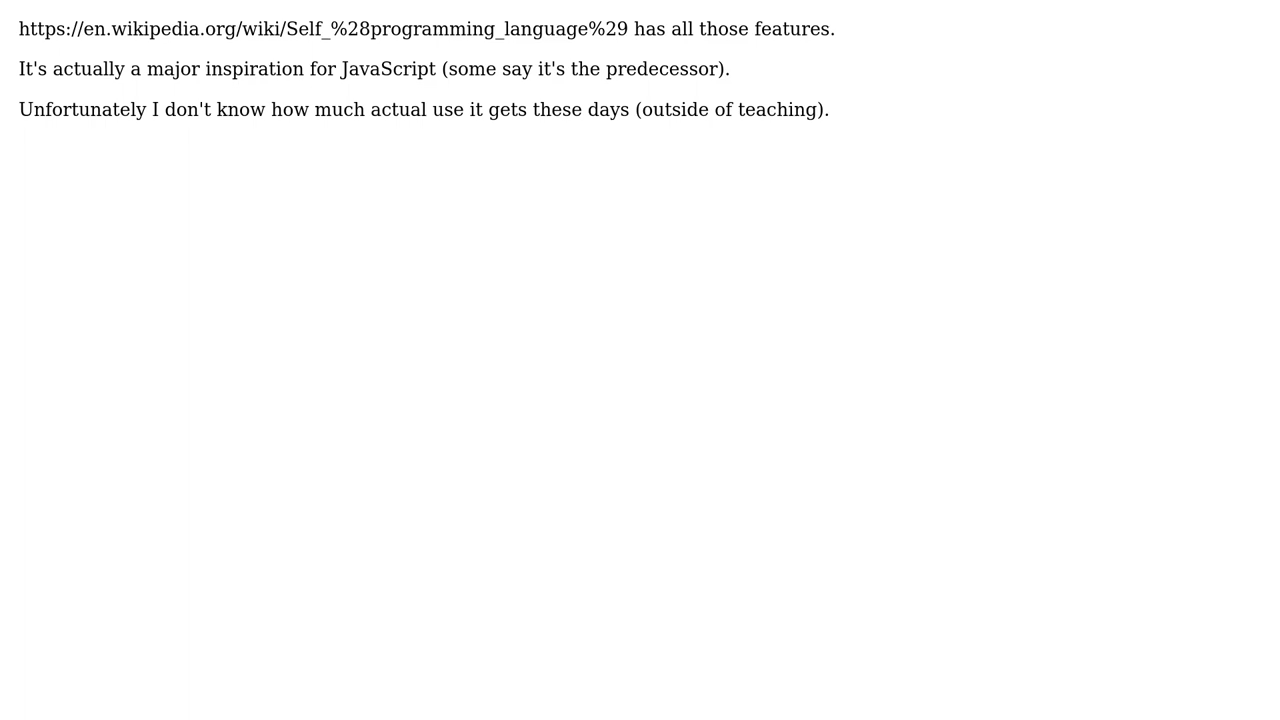 https://en.wikipedia.org/wiki/Self_%28programming_language%29 has all those features.
It's actually a major inspiration for JavaScript (some say it's the predecessor).
Unfortunately I don't know how much actual use it gets these days (outside of teaching).